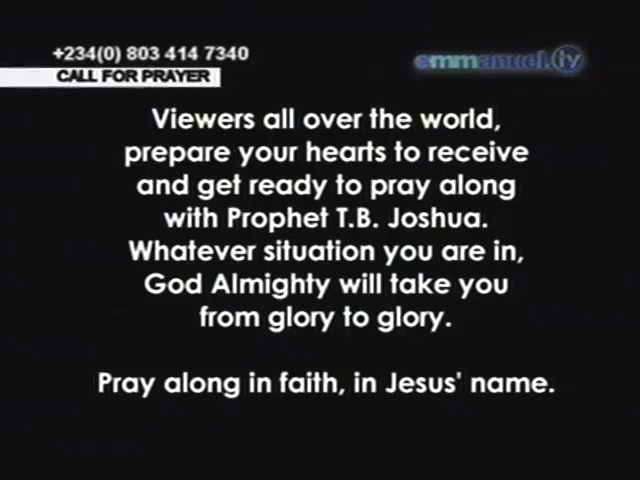 +234(0) 803 414 7340
emmanuel.tv
CALL FOR PRAYER
Viewers all over the world,
prepare your hearts to receive
and get ready to pray along
with Prophet T.B. Joshua.
Whatever situation you are in,
God Almighty will take you
from glory to glory.
Pray along in faith, in Jesus' name.